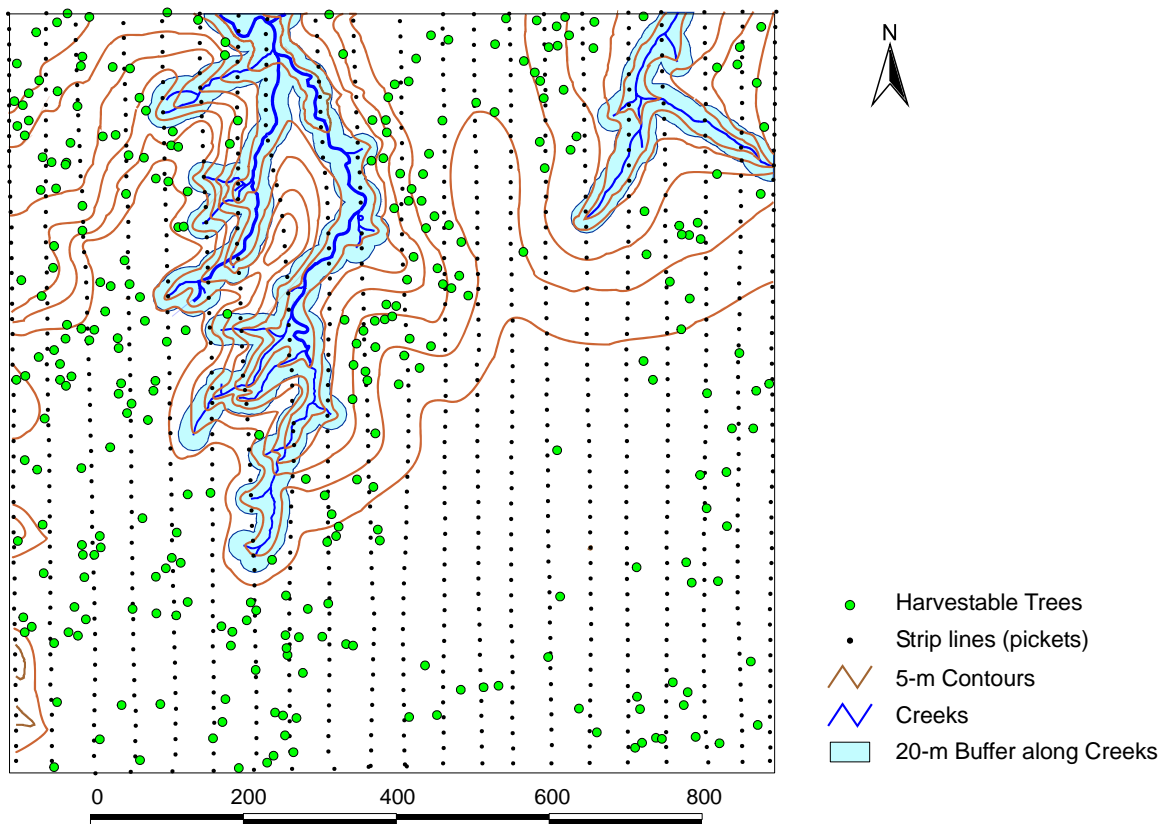 N
Harvestable Trees
Strip lines (pickets)
5-m Contours
Creeks
20-m Buffer along Creeks
0 200 400 600 800